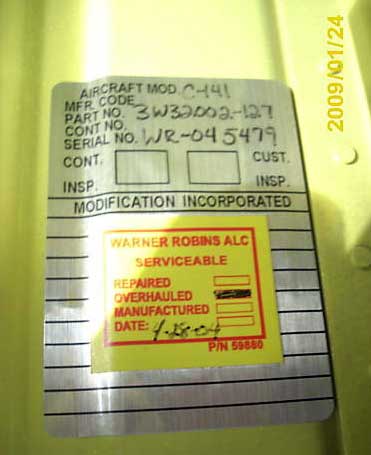 2009/01/24
AIRCRAFT MOD. C-141
MFR. CODE
PART NO. 3W32002-127
CONT NO.
SERIAL NO. WR-045479
CONT. CUST.
INSP. INSP.
MODIFICATION INCORPORATED
WARNER ROBINS ALC
SERVICEABLE
REPAIRED
OVERHAULED
MANUFACTURED
DATE: 4-28-04
P/N 59880